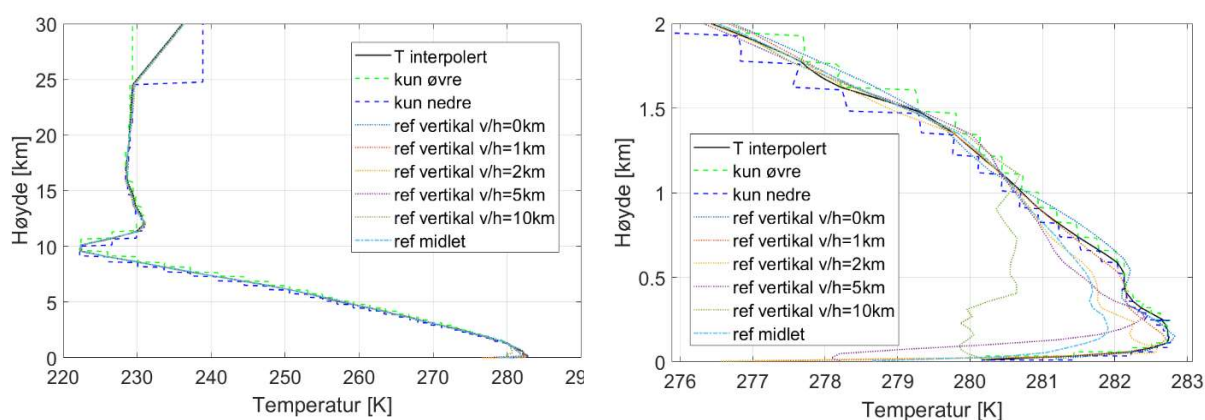 30
25
20
15
10
5
0
220
230
240
250
260
270
280
29
Høyde [km]
Temperatur [K]
T interpolert
kun øvre
kun nedre
ref vertikal v/h=0km
ref vertikal v/h=1km
ref vertikal v/h=2km
ref vertikal v/h=5km
ref vertikal v/h=10km
ref midlet
2
1.5
1
0.5
0
276
277
278
279
280
281
282
283
Høyde [km]
Temperatur [K]
T interpolert
kun øvre
kun nedre
ref vertikal v/h=0km
ref vertikal v/h=1km
ref vertikal v/h=2km
ref vertikal v/h=5km
ref vertikal v/h=10km
ref midlet